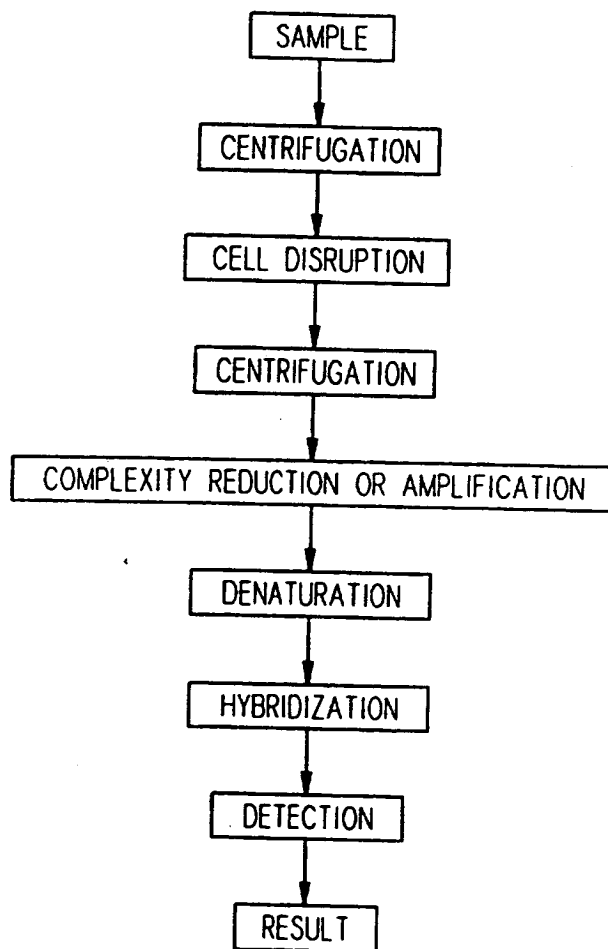 SAMPLE
CENTRIFUGATION
CELL DISRUPTION
CENTRIFUGATION
COMPLEXITY REDUCTION OR AMPLIFICATION
DENATURATION
HYBRIDIZATION
DETECTION
RESULT